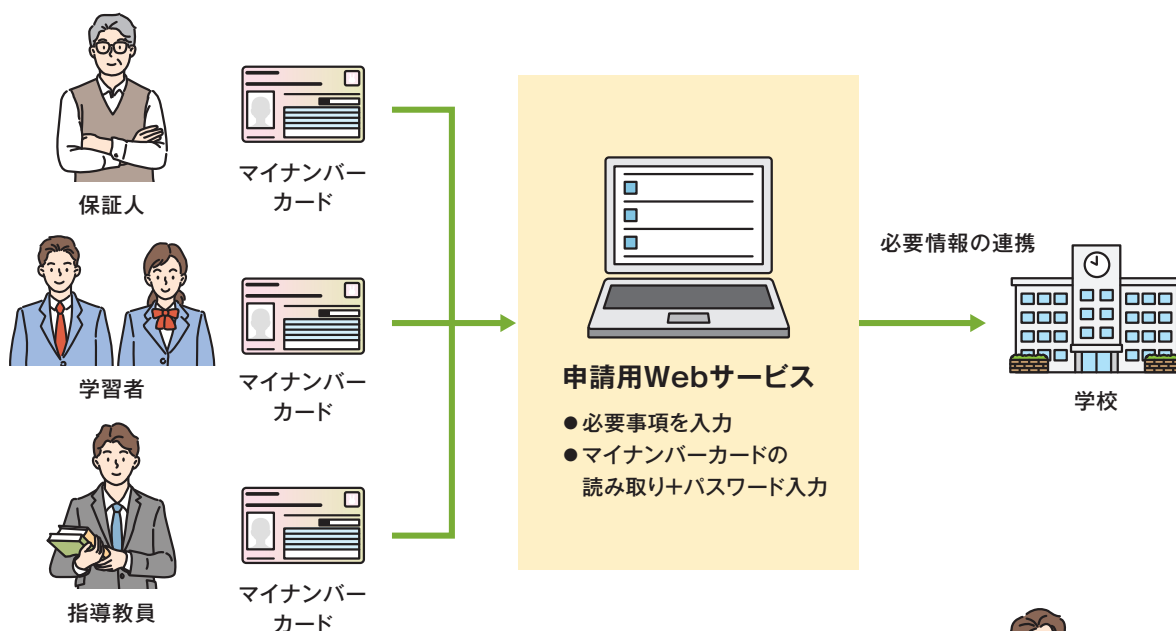 保証人
マイナンバー
カード
学習者
マイナンバー
カード
指導教員
マイナンバー
カード
申請用Webサービス
●必要事項を入力
●マイナンバーカードの
読み取り+パスワード入力
必要情報の連携
学校